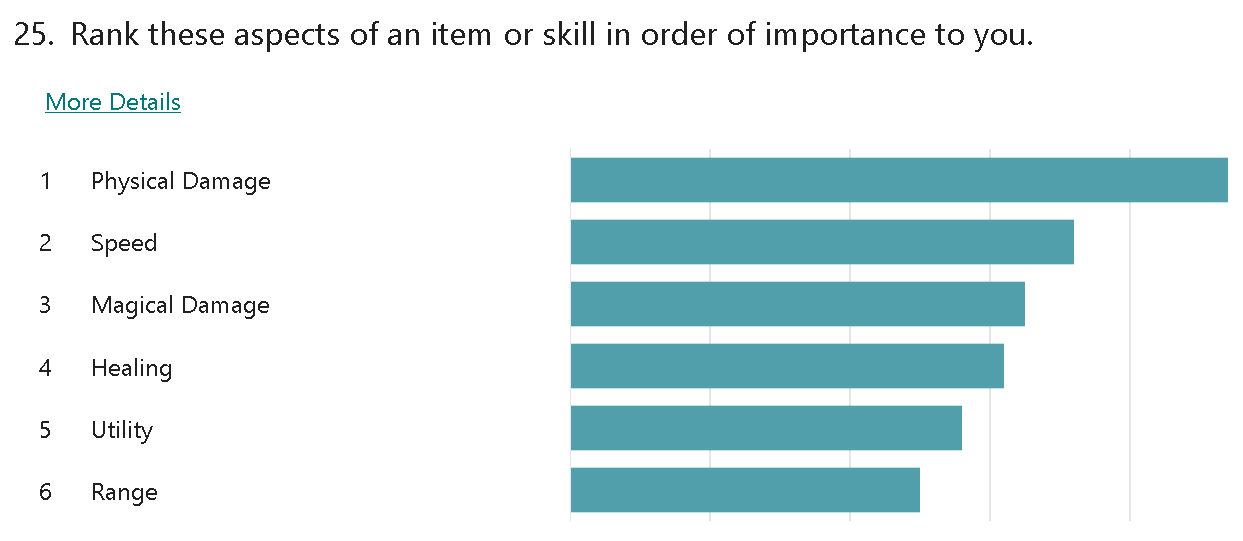 25. Rank these aspects of an item or skill in order of importance to you.
More Details
1 Physical Damage
2 Speed
3 Magical Damage
4 Healing
5 Utility
6 Range